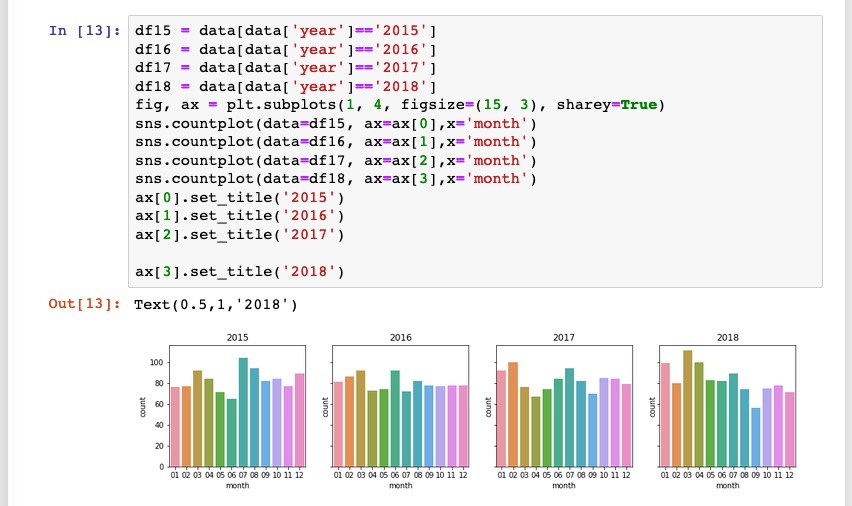 In [13]: df15 = data[data['year']=='2015']
df16 = data[data['year']=='2016']
df17 = data[data['year']=='2017']
df18 = data[data['year']=='2018']
fig, ax = plt.subplots(1, 4, figsize=(15, 3), sharey=True)
sns.countplot(data=df15, ax=ax[0],x='month')
sns.countplot(data=df16, ax=ax[1],x='month')
sns.countplot(data=df17, ax=ax[2],x='month')
sns.countplot(data=df18, ax=ax[3],x='month')
ax[0].set_title('2015')
ax[1].set_title('2016')
ax[2].set_title('2017')
ax[3].set_title('2018')
Out[13]: Text(0.5,1,'2018')
2015 2016 2017 2018
100
80
60
40
20
0
count count count count
01 02 03 04 05 06 07 08 09 10 11 12 01 02 03 04 05 06 07 08 09 10 11 12 01 02 03 04 05 06 07 08 09 10 11 12 01 02 03 04 05 06 07 08 09 10 11 12
month month month month